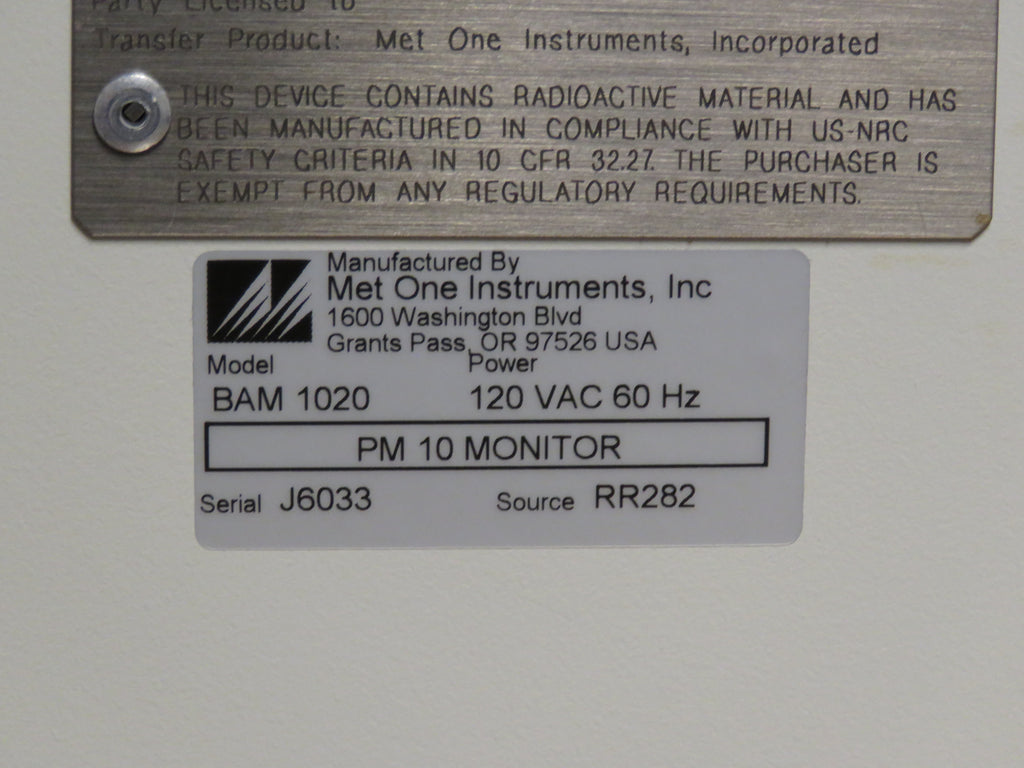 Party Licensed To
Transfer Product: Met One Instruments, Incorporated
THIS DEVICE CONTAINS RADIOACTIVE MATERIAL AND HAS
BEEN MANUFACTURED IN COMPLIANCE WITH US-NRC
SAFETY CRITERIA IN 10 CFR 32.27. THE PURCHASER IS
EXEMPT FROM ANY REGULATORY REQUIREMENTS.
Manufactured By
Met One Instruments, Inc
1600 Washington Blvd
Grants Pass, OR 97526 USA
Model Power
BAM 1020 120 VAC 60 Hz
PM 10 MONITOR
Serial J6033 Source RR282